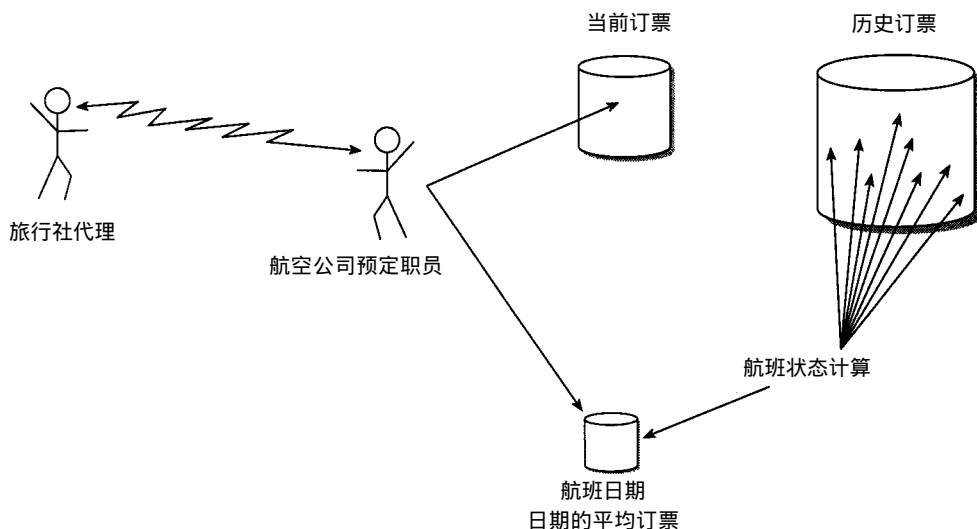 当前订票
历史订票
旅行社代理
航空公司预定职员
航班状态计算
航班日期
日期的平均订票